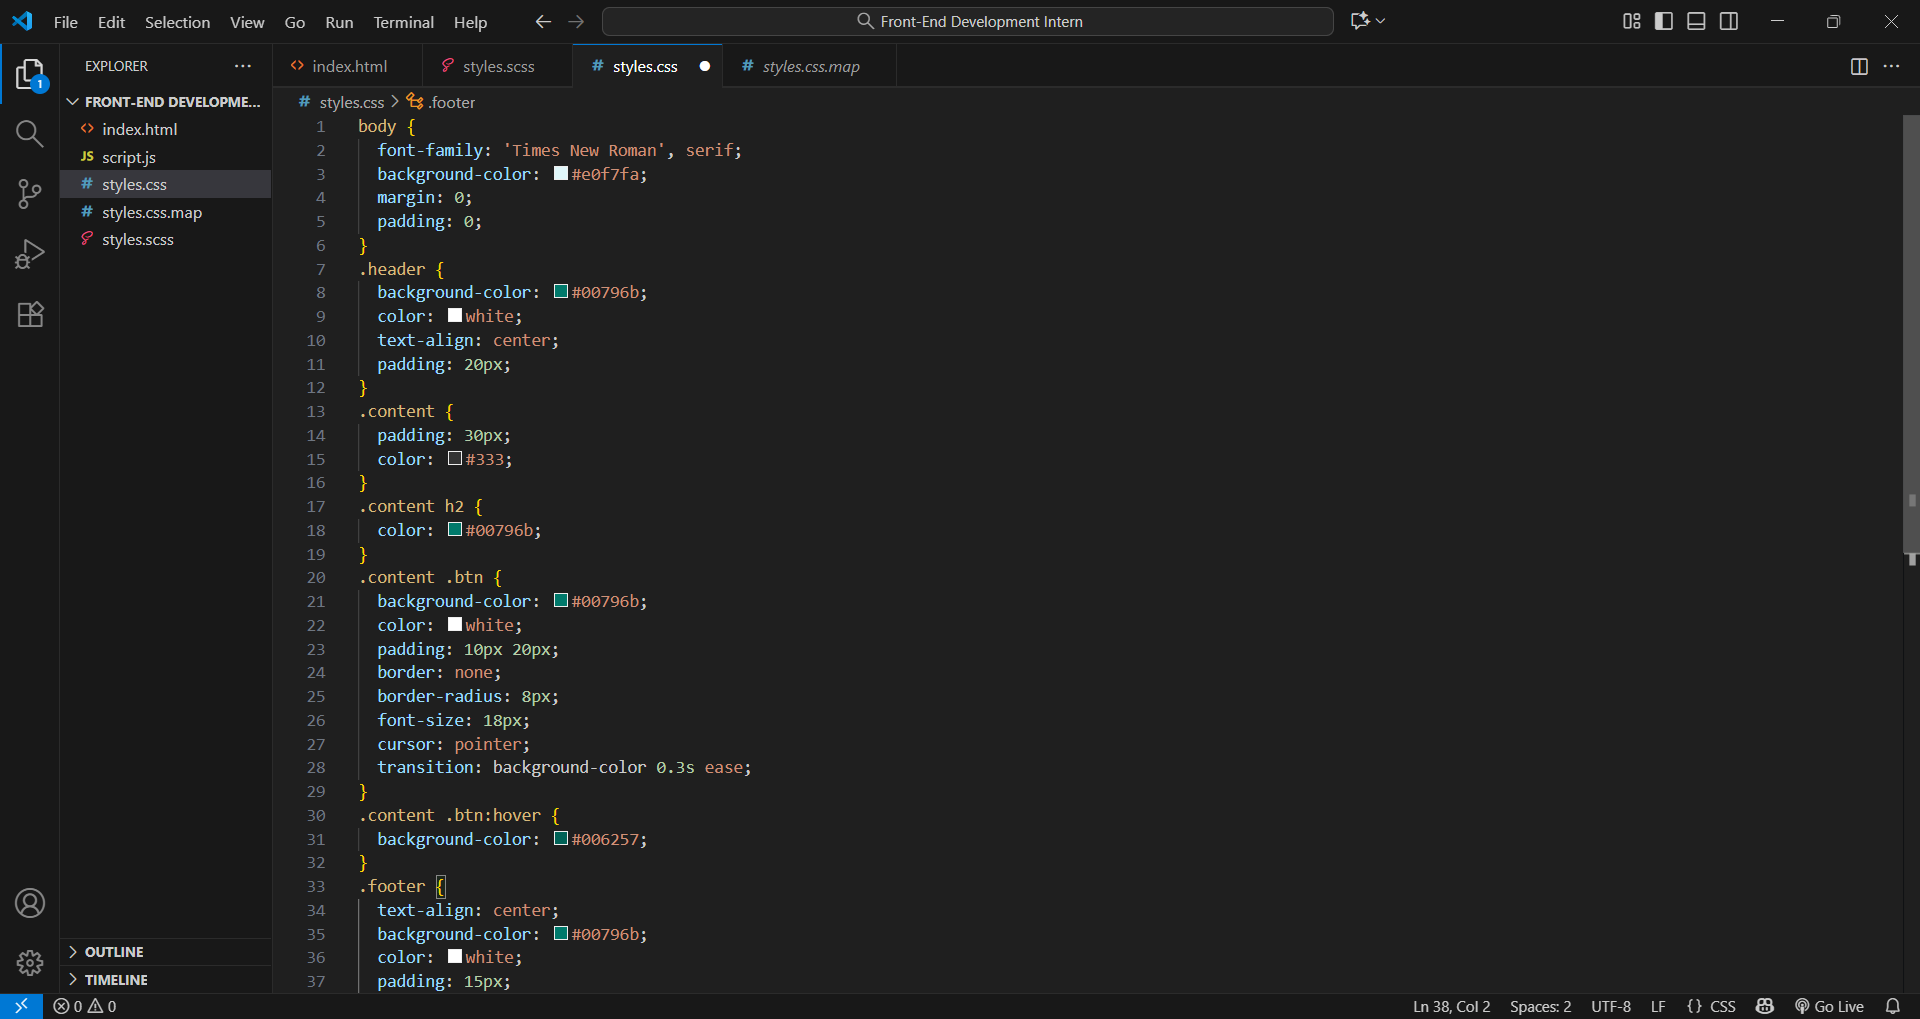 File Edit Selection View Go Run Terminal Help
Front-End Development Intern
EXPLORER
1
FRONT-END DEVELOPME...
index.html
JS script.js
# styles.css
# styles.css.map
styles.scss
OUTLINE
TIMELINE
index.html
styles.scss
# styles.css
# styles.css.map
# styles.css > .footer
1 body {
2 font-family: 'Times New Roman', serif;
3 background-color: #e0f7fa;
4 margin: 0;
5 padding: 0;
6 }
7 .header {
8 background-color: #00796b;
9 color: white;
10 text-align: center;
11 padding: 20px;
12 }
13 .content {
14 padding: 30px;
15 color: #333;
16 }
17 .content h2 {
18 color: #00796b;
19 }
20 .content .btn {
21 background-color: #00796b;
22 color: white;
23 padding: 10px 20px;
24 border: none;
25 border-radius: 8px;
26 font-size: 18px;
27 cursor: pointer;
28 transition: background-color 0.3s ease;
29 }
30 .content .btn:hover {
31 background-color: #006257;
32 }
33 .footer {
34 text-align: center;
35 background-color: #00796b;
36 color: white;
37 padding: 15px;
0 0
Ln 38, Col 2 Spaces: 2 UTF-8 LF {} CSS Go Live